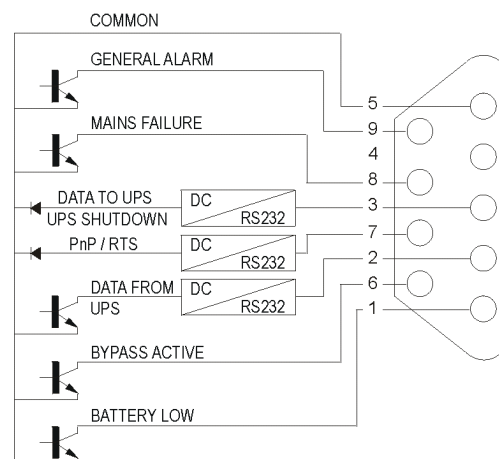 COMMON
GENERAL ALARM
5
9
MAINS FAILURE
4
8
DATA TO UPS
UPS SHUTDOWN
DC
RS232
3
PnP / RTS
DC
RS232
7
2
DATA FROM
UPS
DC
RS232
6
1
BYPASS ACTIVE
BATTERY LOW